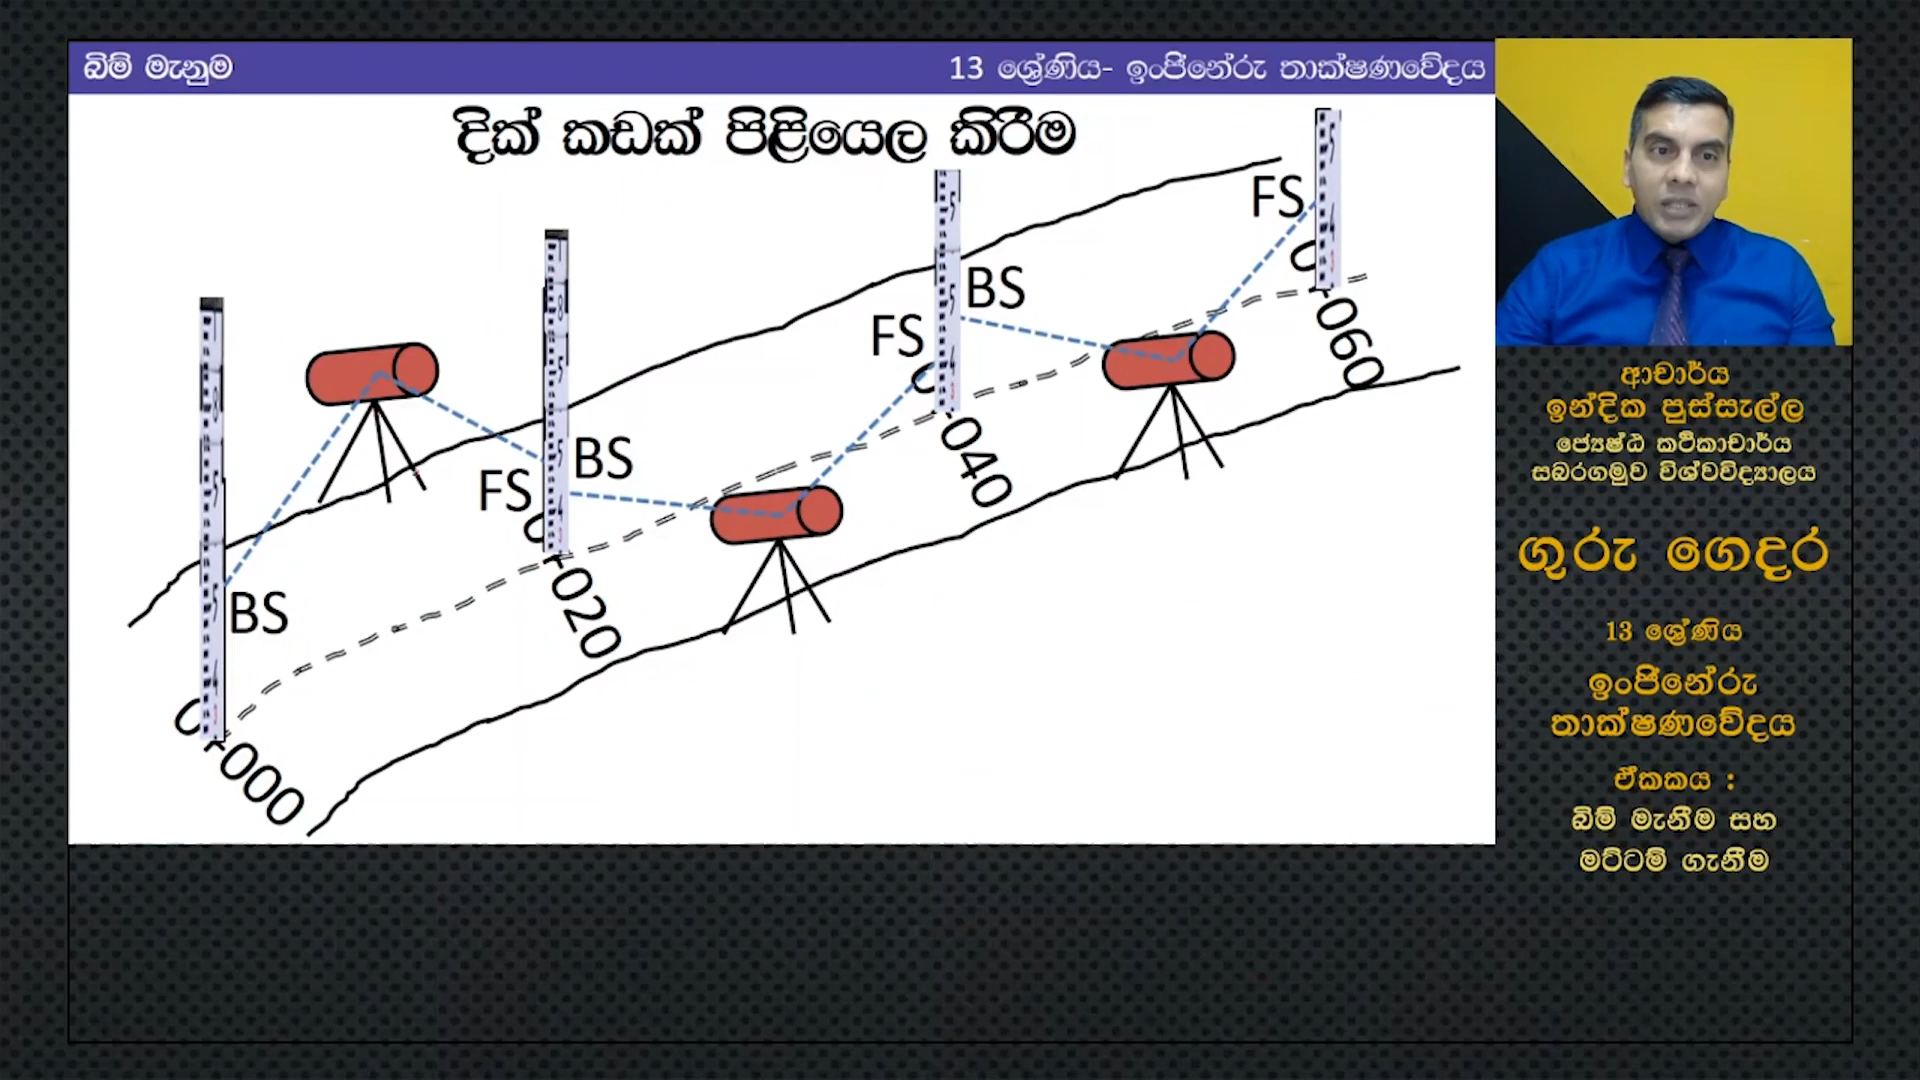 බිම් මැනුම
13 ශ්‍රේණිය- ඉංජිනේරු තාක්ෂණවේදය
දික් කඩක් පිළියෙල කිරීම
FS
BS
FS
BS
FS
BS
0+000
0+020
0+040
0+060
ආචාර්ය
ඉන්දික පුස්සැල්ල
ජ්‍යෙෂ්ඨ කථිකාචාර්ය
සබරගමුව විශ්වවිද්‍යාලය
ගුරු ගෙදර
13 ශ්‍රේණිය
ඉංජිනේරු
තාක්ෂණවේදය
ඒකකය :
බිම් මැනීම සහ
මට්ටම් ගැනීම